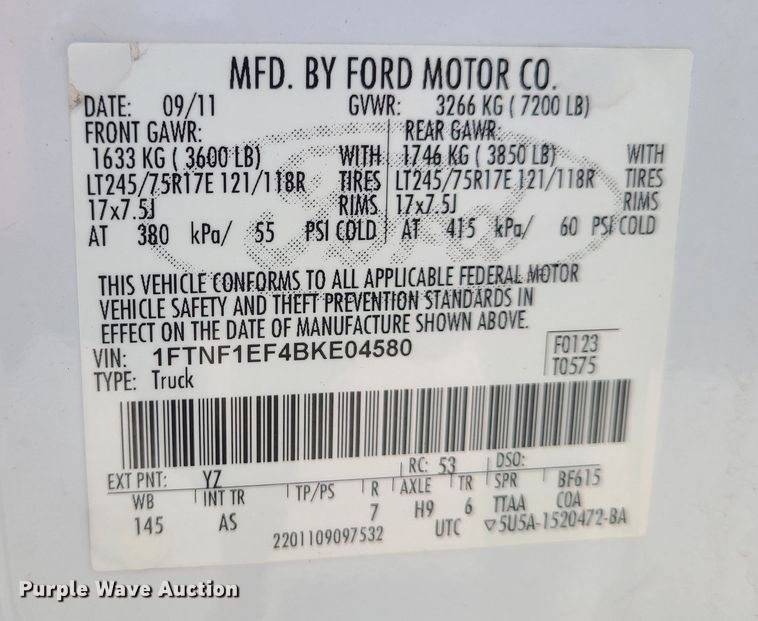 MFD. BY FORD MOTOR CO.
DATE: 09/11 GVWR: 3266 KG ( 7200 LB)
FRONT GAWR: REAR GAWR:
1633 KG ( 3600 LB) WITH 1746 KG ( 3850 LB) WITH
LT245/75R17E 121/118R TIRES LT245/75R17E 121/118R TIRES
17x7.5J RIMS 17x7.5J RIMS
AT 380 kPa/ 55 PSI COLD AT 415 kPa/ 60 PSI COLD
THIS VEHICLE CONFORMS TO ALL APPLICABLE FEDERAL MOTOR
VEHICLE SAFETY AND THEFT PREVENTION STANDARDS IN
EFFECT ON THE DATE OF MANUFACTURE SHOWN ABOVE.
VIN: 1FTNF1EF4BKE04580 F0123
TYPE: Truck T0575
EXT PNT: YZ RC: 53 DSO:
WB INT TR TP/PS R AXLE TR SPR BF615
145 AS 7 H9 6 TTAA COA
2201109097532 UTC ▽5U5A-1520472-BA
Purple Wave Auction